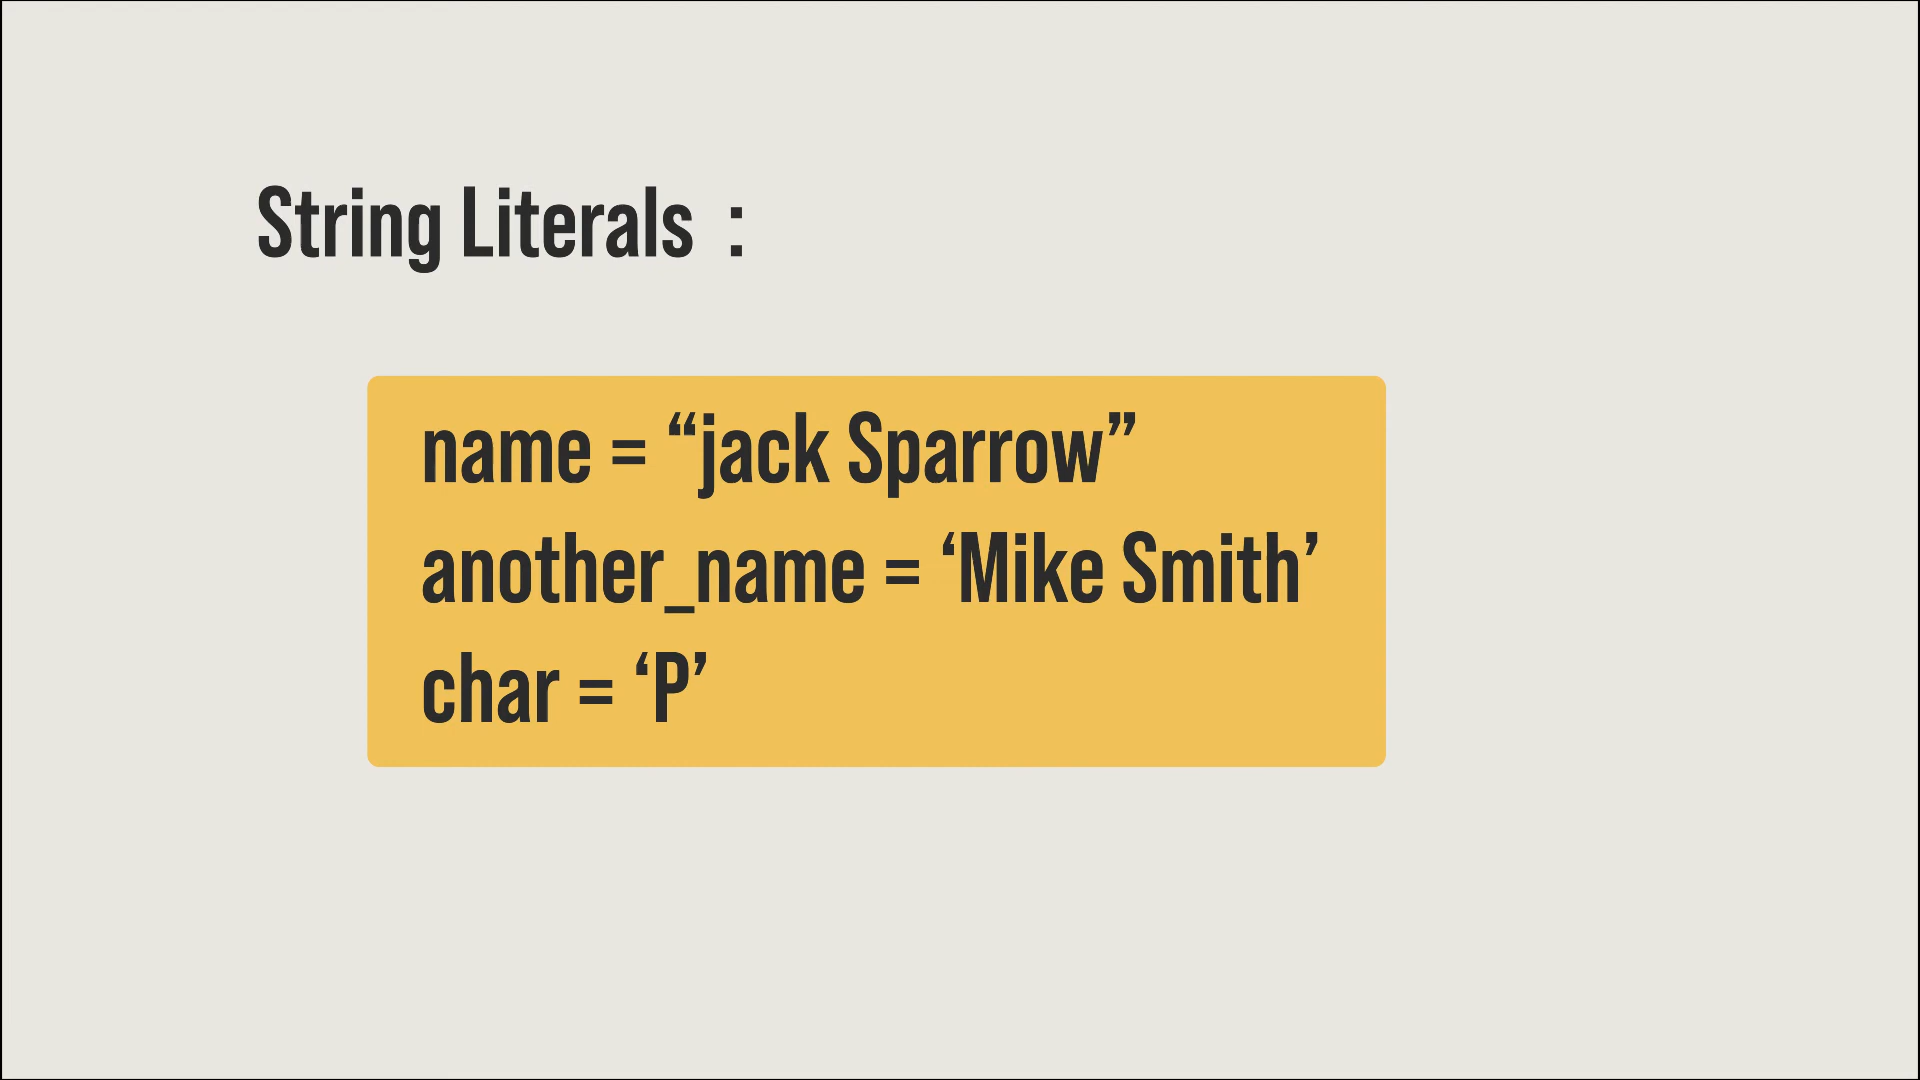 String Literals :
name = “jack Sparrow”
another_name = ‘Mike Smith’
char = ‘P’